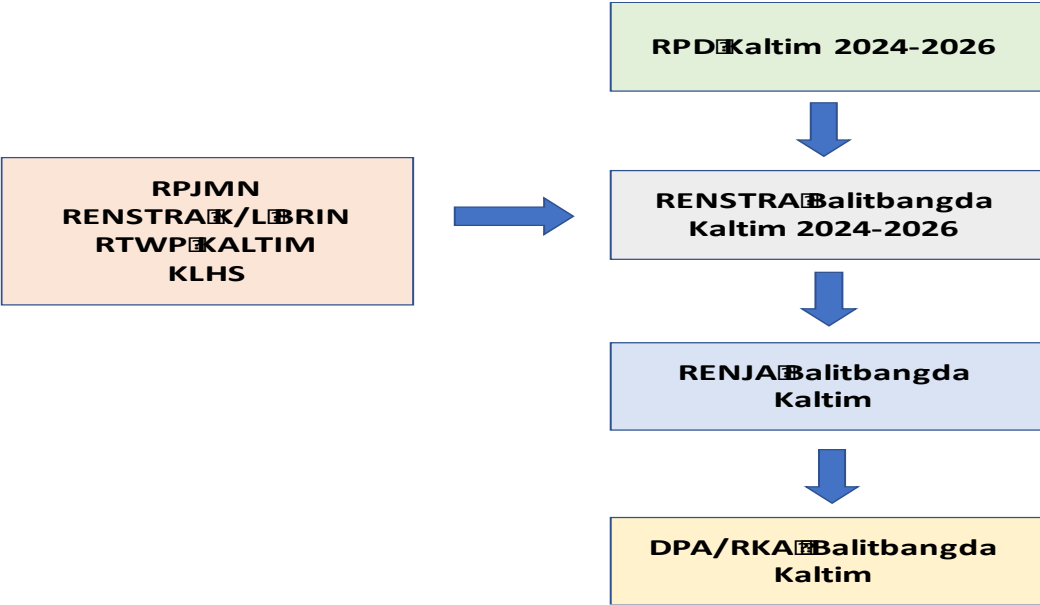 RPD Kaltim 2024-2026
RPJMN
RENSTRA K/L BRIN
RTWP KALTIM
KLHS
RENSTRA Balitbangda
Kaltim 2024-2026
RENJA Balitbangda
Kaltim
DPA/RKA Balitbangda
Kaltim